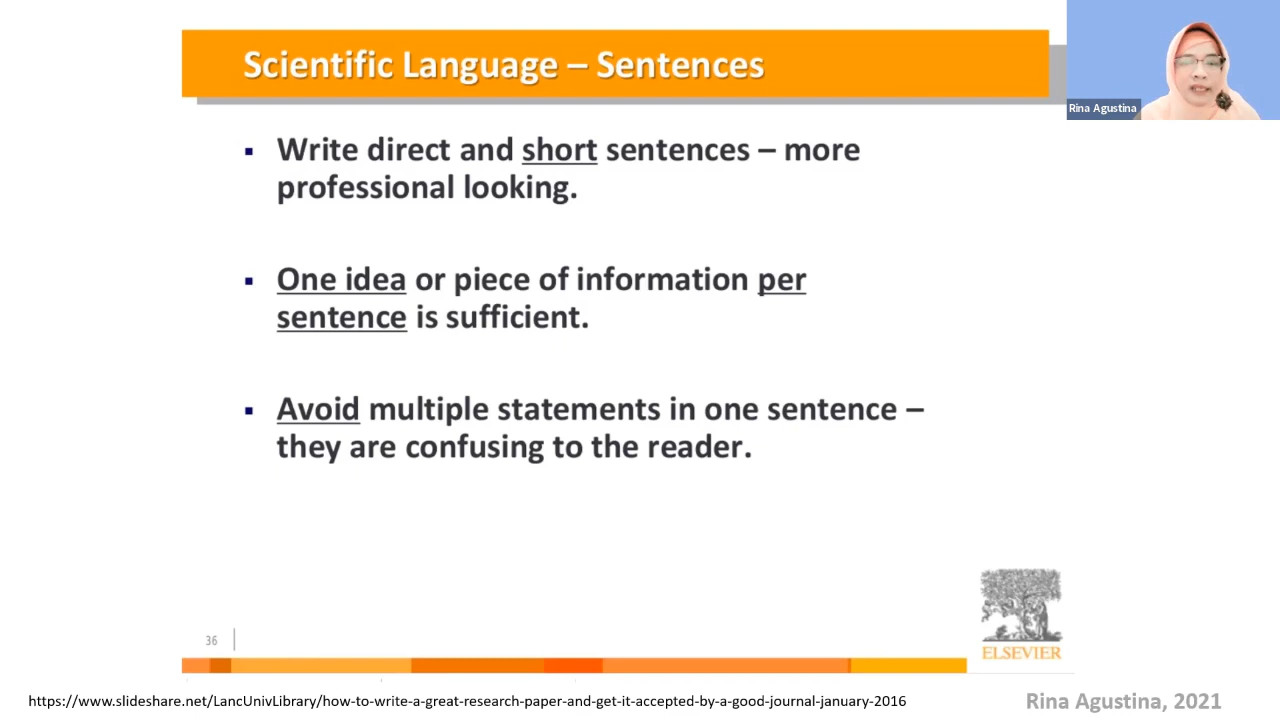 Scientific Language – Sentences
Rina Agustina
▪ Write direct and short sentences – more
professional looking.
▪ One idea or piece of information per
sentence is sufficient.
▪ Avoid multiple statements in one sentence –
they are confusing to the reader.
36
ELSEVIER
https://www.slideshare.net/LancUnivLibrary/how-to-write-a-great-research-paper-and-get-it-accepted-by-a-good-journal-january-2016
Rina Agustina, 2021